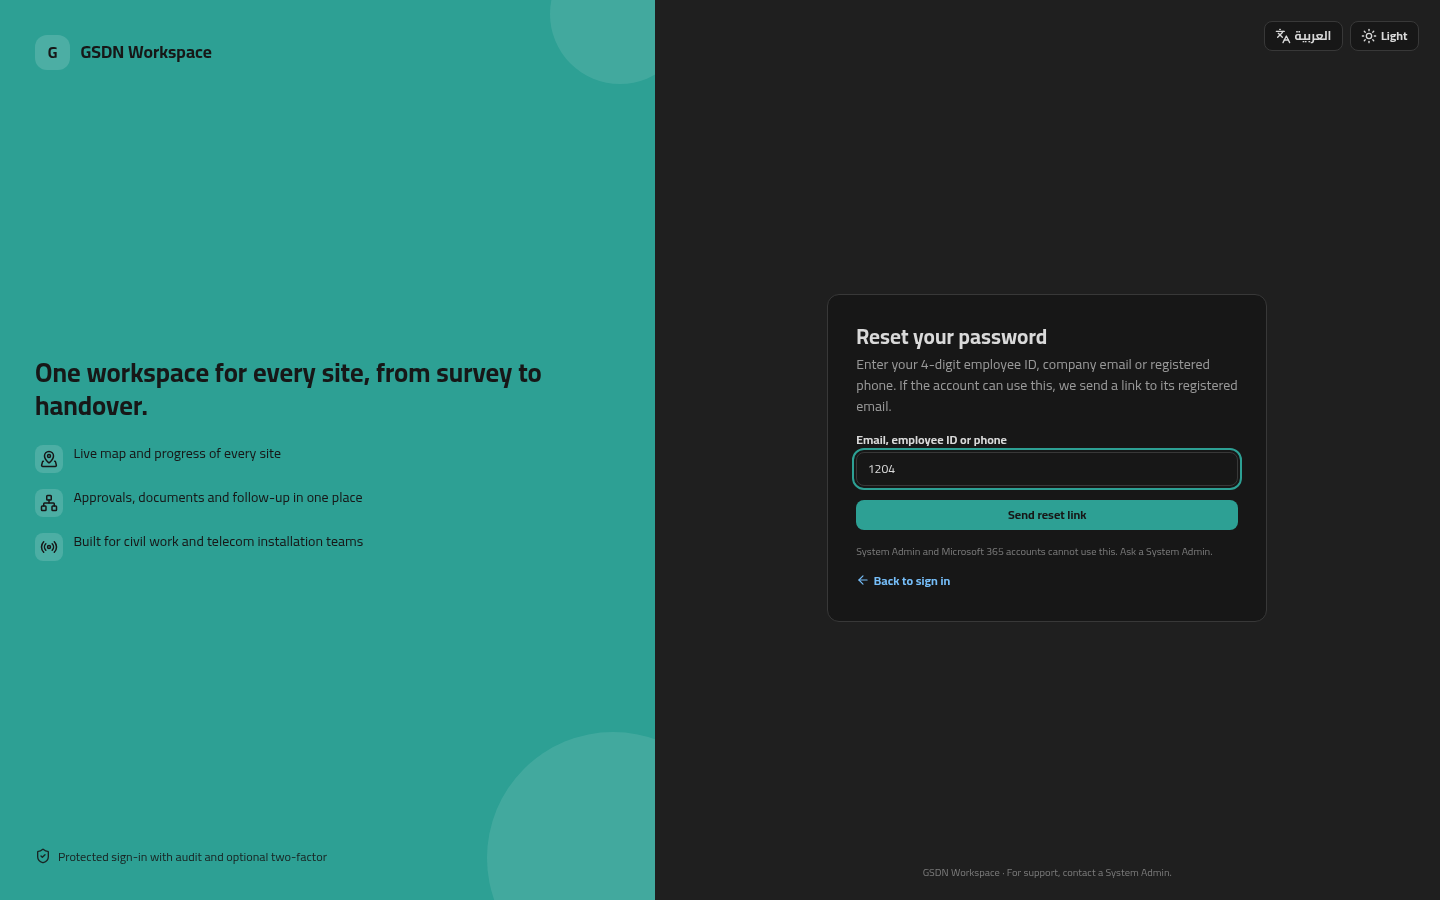 G
GSDN Workspace
One workspace for every site, from survey to
handover.
Live map and progress of every site
Approvals, documents and follow-up in one place
Built for civil work and telecom installation teams
Protected sign-in with audit and optional two-factor
العربية
Light
Reset your password
Enter your 4-digit employee ID, company email or registered
phone. If the account can use this, we send a link to its registered
email.
Email, employee ID or phone
1204
Send reset link
System Admin and Microsoft 365 accounts cannot use this. Ask a System Admin.
Back to sign in
GSDN Workspace · For support, contact a System Admin.